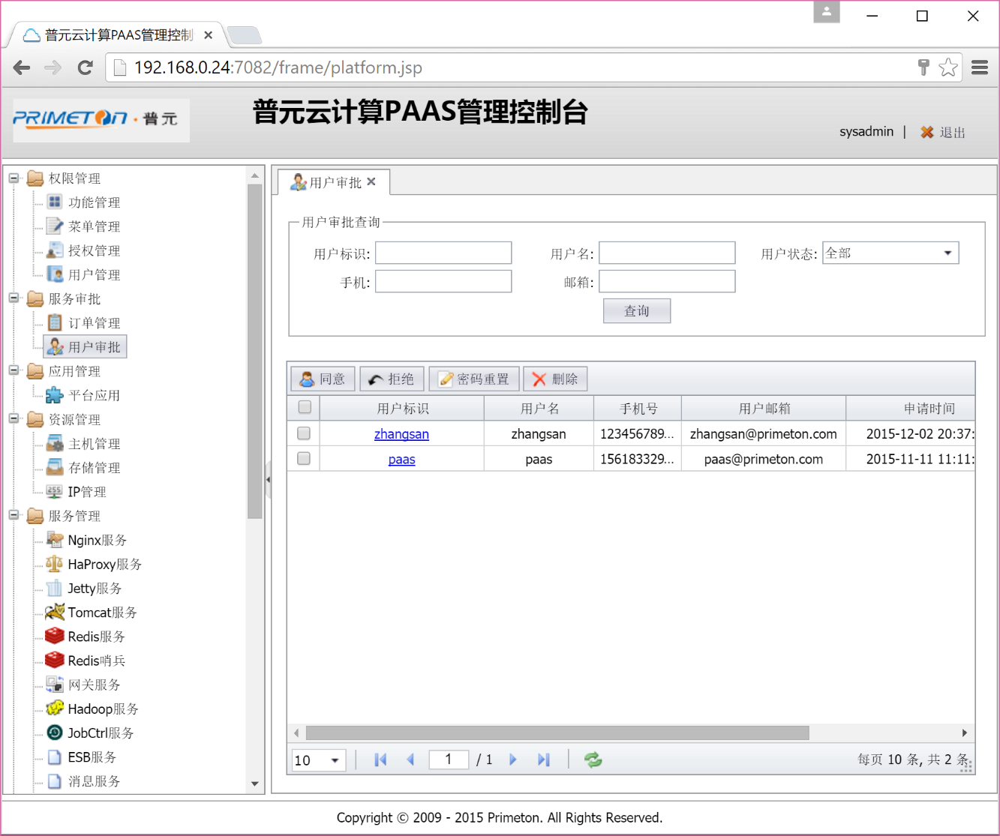 普元云计算PAAS管理控制
192.168.0.24:7082/frame/platform.jsp
PRIMETON·普元
普元云计算PAAS管理控制台
sysadmin | 退出
权限管理
功能管理
菜单管理
授权管理
用户管理
服务审批
订单管理
用户审批
应用管理
平台应用
资源管理
主机管理
存储管理
255 IP管理
服务管理
Nginx服务
HaProxy服务
Jetty服务
Tomcat服务
Redis服务
Redis哨兵
网关服务
Hadoop服务
JobCtrl服务
ESB服务
消息服务
用户审批
用户审批查询
用户标识: 用户名: 用户状态: 全部
手机: 邮箱:
查询
同意 拒绝 密码重置 删除
用户标识 用户名 手机号 用户邮箱 申请时间
zhangsan zhangsan 123456789... zhangsan@primeton.com 2015-12-02 20:37:
paas paas 156183329... paas@primeton.com 2015-11-11 11:11:
10 1 / 1 每页 10 条, 共 2 条
Copyright © 2009 - 2015 Primeton. All Rights Reserved.